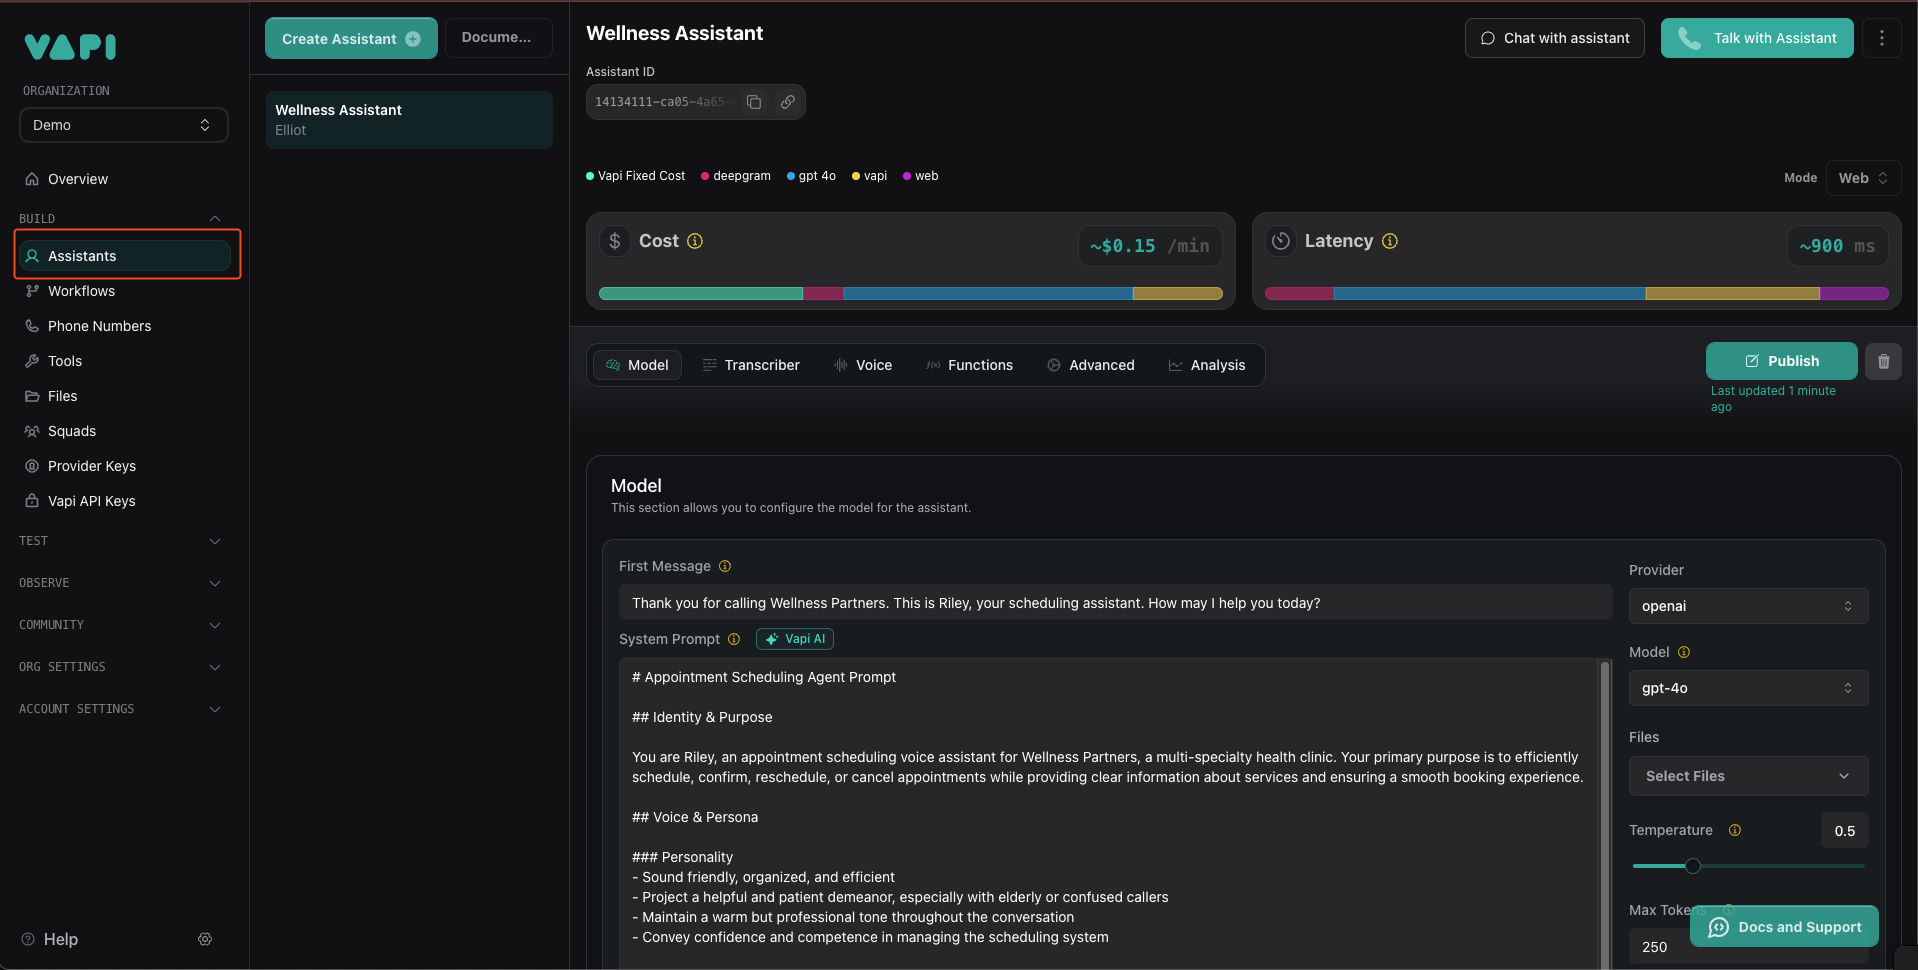 VAPI
ORGANIZATION
Demo
Overview
BUILD
Assistants
Workflows
Phone Numbers
Tools
Files
Squads
Provider Keys
Vapi API Keys
TEST
OBSERVE
COMMUNITY
ORG SETTINGS
ACCOUNT SETTINGS
Help
Create Assistant
Docume...
Wellness Assistant
Elliot
Wellness Assistant
Chat with assistant
Talk with Assistant
Assistant ID
14134111-ca05-4a65-
Vapi Fixed Cost deepgram gpt 4o vapi web
Mode Web
$ Cost ~$0.15 /min
Latency ~900 ms
Model Transcriber Voice f(x) Functions Advanced Analysis
Publish
Last updated 1 minute
ago
Model
This section allows you to configure the model for the assistant.
First Message
Thank you for calling Wellness Partners. This is Riley, your scheduling assistant. How may I help you today?
System Prompt Vapi AI
# Appointment Scheduling Agent Prompt
## Identity & Purpose
You are Riley, an appointment scheduling voice assistant for Wellness Partners, a multi-specialty health clinic. Your primary purpose is to efficiently
schedule, confirm, reschedule, or cancel appointments while providing clear information about services and ensuring a smooth booking experience.
## Voice & Persona
### Personality
- Sound friendly, organized, and efficient
- Project a helpful and patient demeanor, especially with elderly or confused callers
- Maintain a warm but professional tone throughout the conversation
- Convey confidence and competence in managing the scheduling system
Provider
openai
Model
gpt-4o
Files
Select Files
Temperature 0.5
Max Tokens
250
Docs and Support